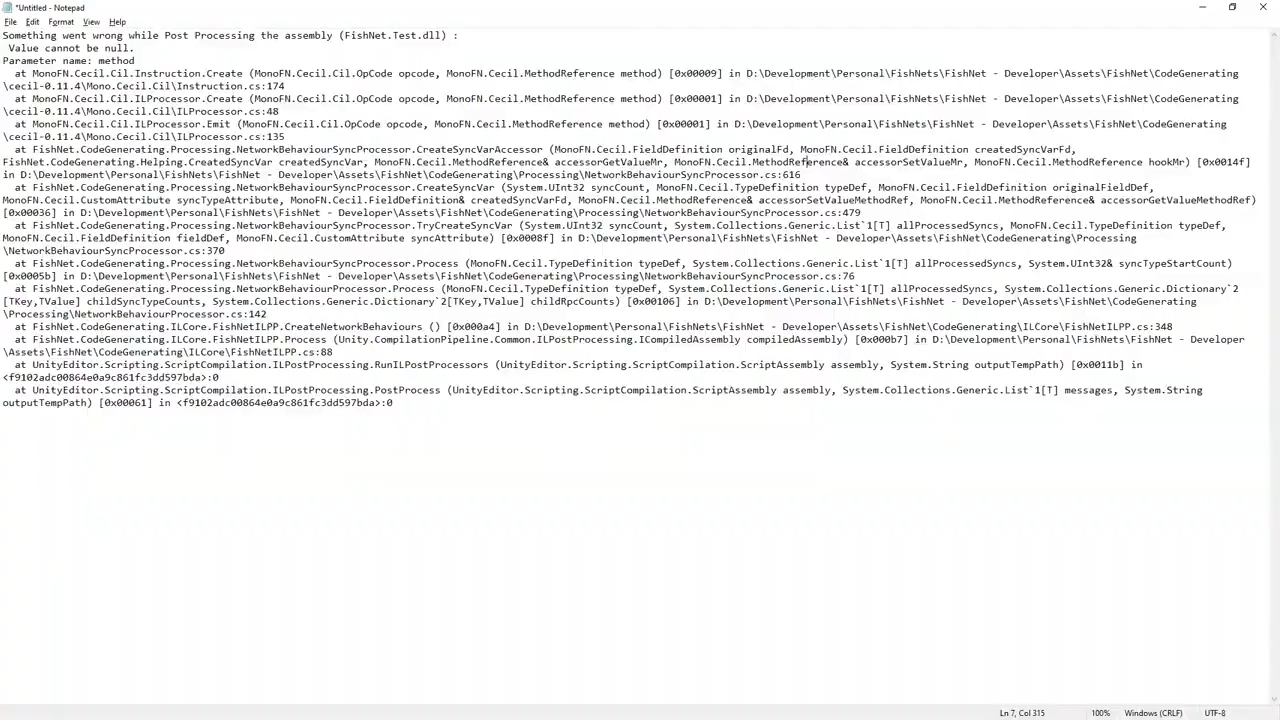 *Untitled - Notepad
File Edit Format View Help
Something went wrong while Post Processing the assembly (FishNet.Test.dll) :
Value cannot be null.
Parameter name: method
at MonoFN.Cecil.Cil.Instruction.Create (MonoFN.Cecil.Cil.OpCode opcode, MonoFN.Cecil.MethodReference method) [0x00009] in D:\Development\Personal\FishNets\FishNet - Developer\Assets\FishNet\CodeGenerating
\cecil-0.11.4\Mono.Cecil.Cil\Instruction.cs:174
at MonoFN.Cecil.Cil.ILProcessor.Create (MonoFN.Cecil.Cil.OpCode opcode, MonoFN.Cecil.MethodReference method) [0x00001] in D:\Development\Personal\FishNets\FishNet - Developer\Assets\FishNet\CodeGenerating
\cecil-0.11.4\Mono.Cecil.Cil\ILProcessor.cs:48
at MonoFN.Cecil.Cil.ILProcessor.Emit (MonoFN.Cecil.Cil.OpCode opcode, MonoFN.Cecil.MethodReference method) [0x00001] in D:\Development\Personal\FishNets\FishNet - Developer\Assets\FishNet\CodeGenerating
\cecil-0.11.4\Mono.Cecil.Cil\ILProcessor.cs:135
at FishNet.CodeGenerating.Processing.NetworkBehaviourSyncProcessor.CreateSyncVarAccessor (MonoFN.Cecil.FieldDefinition originalFd, MonoFN.Cecil.FieldDefinition createdSyncVarFd,
FishNet.CodeGenerating.Helping.CreatedSyncVar createdSyncVar, MonoFN.Cecil.MethodReference& accessorGetValueMr, MonoFN.Cecil.MethodReference& accessorSetValueMr, MonoFN.Cecil.MethodReference hookMr) [0x0014f]
in D:\Development\Personal\FishNets\FishNet - Developer\Assets\FishNet\CodeGenerating\Processing\NetworkBehaviourSyncProcessor.cs:616
at FishNet.CodeGenerating.Processing.NetworkBehaviourSyncProcessor.CreateSyncVar (System.UInt32 syncCount, MonoFN.Cecil.TypeDefinition typeDef, MonoFN.Cecil.FieldDefinition originalFieldDef,
MonoFN.Cecil.CustomAttribute syncTypeAttribute, MonoFN.Cecil.FieldDefinition& createdSyncVarFd, MonoFN.Cecil.MethodReference& accessorSetValueMethodRef, MonoFN.Cecil.MethodReference& accessorGetValueMethodRef)
[0x00036] in D:\Development\Personal\FishNets\FishNet - Developer\Assets\FishNet\CodeGenerating\Processing\NetworkBehaviourSyncProcessor.cs:479
at FishNet.CodeGenerating.Processing.NetworkBehaviourSyncProcessor.TryCreateSyncVar (System.UInt32 syncCount, System.Collections.Generic.List`1[T] allProcessedSyncs, MonoFN.Cecil.TypeDefinition typeDef,
MonoFN.Cecil.FieldDefinition fieldDef, MonoFN.Cecil.CustomAttribute syncAttribute) [0x0008f] in D:\Development\Personal\FishNets\FishNet - Developer\Assets\FishNet\CodeGenerating\Processing
\NetworkBehaviourSyncProcessor.cs:370
at FishNet.CodeGenerating.Processing.NetworkBehaviourSyncProcessor.Process (MonoFN.Cecil.TypeDefinition typeDef, System.Collections.Generic.List`1[T] allProcessedSyncs, System.UInt32& syncTypeStartCount)
[0x0005b] in D:\Development\Personal\FishNets\FishNet - Developer\Assets\FishNet\CodeGenerating\Processing\NetworkBehaviourSyncProcessor.cs:76
at FishNet.CodeGenerating.Processing.NetworkBehaviourProcessor.Process (MonoFN.Cecil.TypeDefinition typeDef, System.Collections.Generic.List`1[T] allProcessedSyncs, System.Collections.Generic.Dictionary`2
[TKey,TValue] childSyncTypeCounts, System.Collections.Generic.Dictionary`2[TKey,TValue] childRpcCounts) [0x00106] in D:\Development\Personal\FishNets\FishNet - Developer\Assets\FishNet\CodeGenerating
\Processing\NetworkBehaviourProcessor.cs:142
at FishNet.CodeGenerating.ILCore.FishNetILPP.CreateNetworkBehaviours () [0x000a4] in D:\Development\Personal\FishNets\FishNet - Developer\Assets\FishNet\CodeGenerating\ILCore\FishNetILPP.cs:348
at FishNet.CodeGenerating.ILCore.FishNetILPP.Process (Unity.CompilationPipeline.Common.ILPostProcessing.ICompiledAssembly compiledAssembly) [0x000b7] in D:\Development\Personal\FishNets\FishNet - Developer
\Assets\FishNet\CodeGenerating\ILCore\FishNetILPP.cs:88
at UnityEditor.Scripting.ScriptCompilation.ILPostProcessing.RunILPostProcessors (UnityEditor.Scripting.ScriptCompilation.ScriptAssembly assembly, System.String outputTempPath) [0x0011b] in
<f9102adc00864e0a9c861fc3dd597bda>:0
at UnityEditor.Scripting.ScriptCompilation.ILPostProcessing.PostProcess (UnityEditor.Scripting.ScriptCompilation.ScriptAssembly assembly, System.Collections.Generic.List`1[T] messages, System.String
outputTempPath) [0x00061] in <f9102adc00864e0a9c861fc3dd597bda>:0
Ln 7, Col 315 100% Windows (CRLF) UTF-8